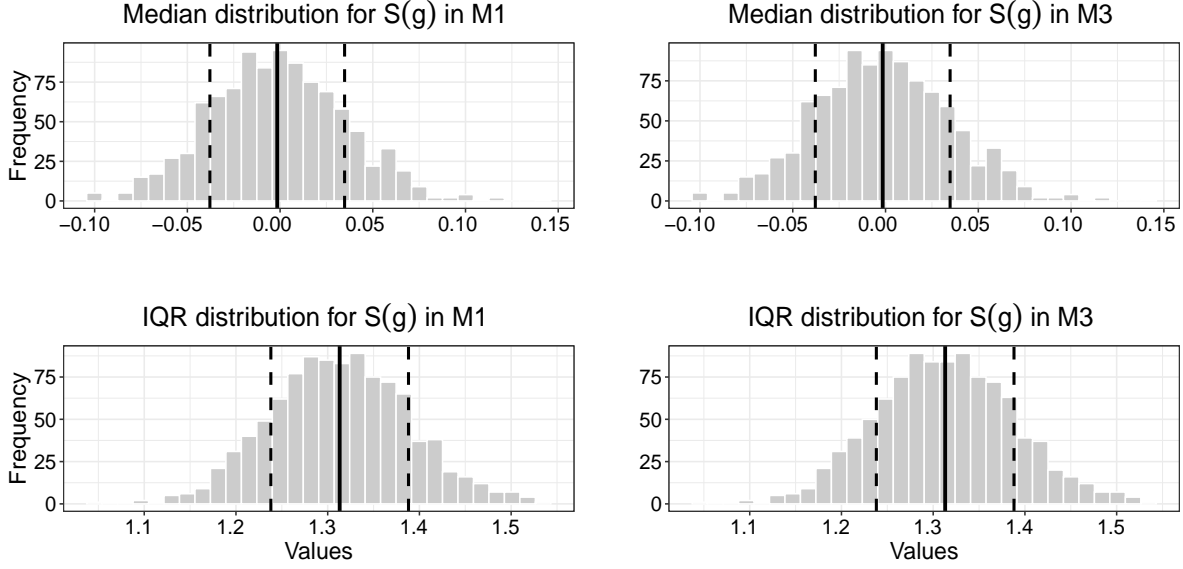 Median distribution for S(g) in M1
Median distribution for S(g) in M3
Frequency
75
50
25
0
75
50
25
0
−0.10 −0.05 0.00 0.05 0.10 0.15
−0.10 −0.05 0.00 0.05 0.10 0.15
IQR distribution for S(g) in M1
IQR distribution for S(g) in M3
Frequency
75
50
25
0
75
50
25
0
1.1 1.2 1.3 1.4 1.5
1.1 1.2 1.3 1.4 1.5
Values
Values